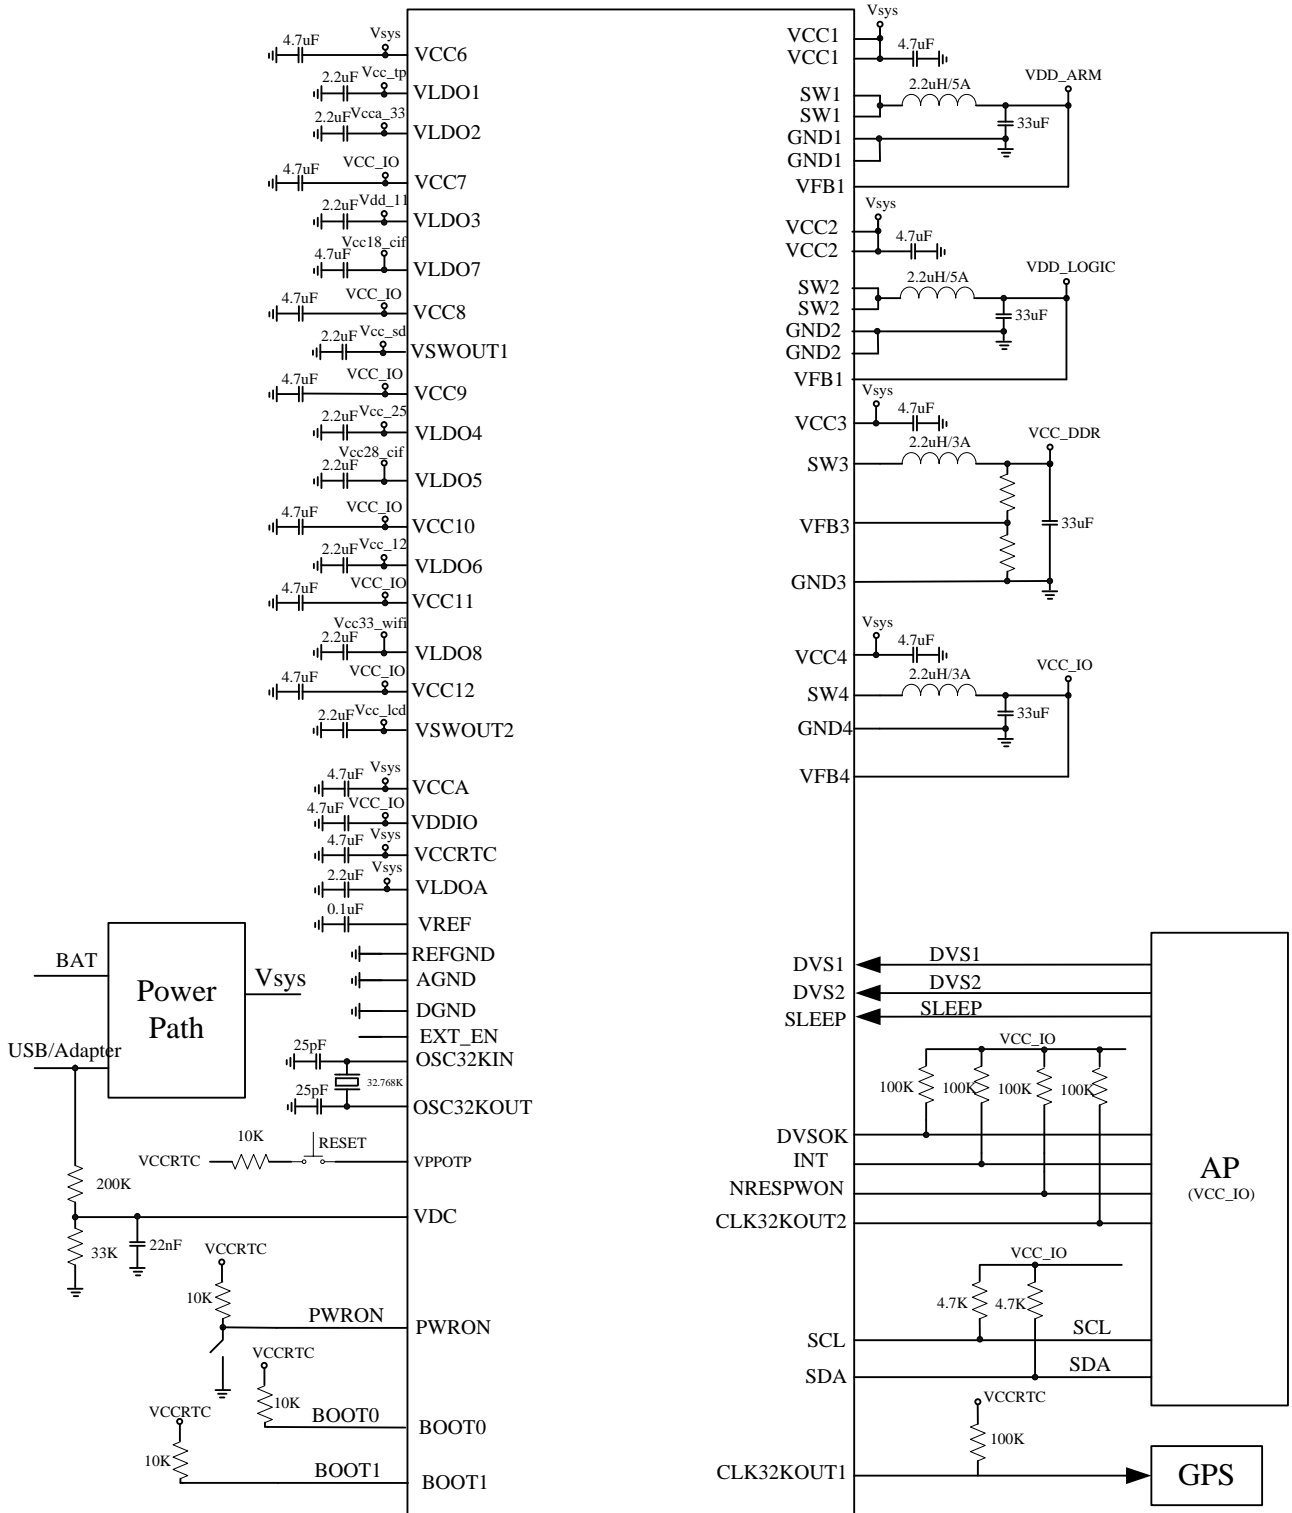 4.7uF Vsys VCC6
2.2uF Vcc_tp VLDO1
2.2uF Vcca_33 VLDO2
4.7uF VCC_IO VCC7
2.2uF Vdd_11 VLDO3
4.7uF Vcc18_cif VLDO7
4.7uF VCC_IO VCC8
2.2uF Vcc_sd VSWOUT1
4.7uF VCC_IO VCC9
2.2uF Vcc_25 VLDO4
2.2uF Vcc28_cif VLDO5
4.7uF VCC_IO VCC10
2.2uF Vcc_12 VLDO6
4.7uF VCC_IO VCC11
2.2uF Vcc33_wifi VLDO8
4.7uF VCC_IO VCC12
2.2uF Vcc_lcd VSWOUT2
4.7uF Vsys VCCA
4.7uF VCC_IO VDDIO
4.7uF Vsys VCCRTC
2.2uF Vsys VLDOA
0.1uF VREF
REFGND
AGND
DGND
EXT_EN
25pF OSC32KIN
32.768K
25pF OSC32KOUT
BAT
Power
Path
Vsys
USB/Adapter
VCCRTC 10K RESET VPPOTP
200K
VDC
33K 22nF
VCCRTC
10K
PWRON PWRON
VCCRTC
10K
BOOT0 BOOT0
VCCRTC
10K
BOOT1 BOOT1
Vsys
VCC1
VCC1 4.7uF
SW1 2.2uH/5A VDD_ARM
SW1
33uF
GND1
GND1
VFB1
Vsys
VCC2
VCC2 4.7uF
SW2 2.2uH/5A VDD_LOGIC
SW2
33uF
GND2
GND2
VFB1
Vsys
VCC3 4.7uF
SW3 2.2uH/3A VCC_DDR
VFB3 33uF
GND3
Vsys
VCC4 4.7uF
SW4 2.2uH/3A VCC_IO
33uF
GND4
VFB4
DVS1 DVS1
DVS2 DVS2
SLEEP SLEEP
VCC_IO
100K 100K 100K 100K
DVSOK
INT
NRESPWON
CLK32KOUT2
AP
(VCC_IO)
VCC_IO
4.7K 4.7K
SCL SCL
SDA SDA
VCCRTC
100K
CLK32KOUT1
GPS